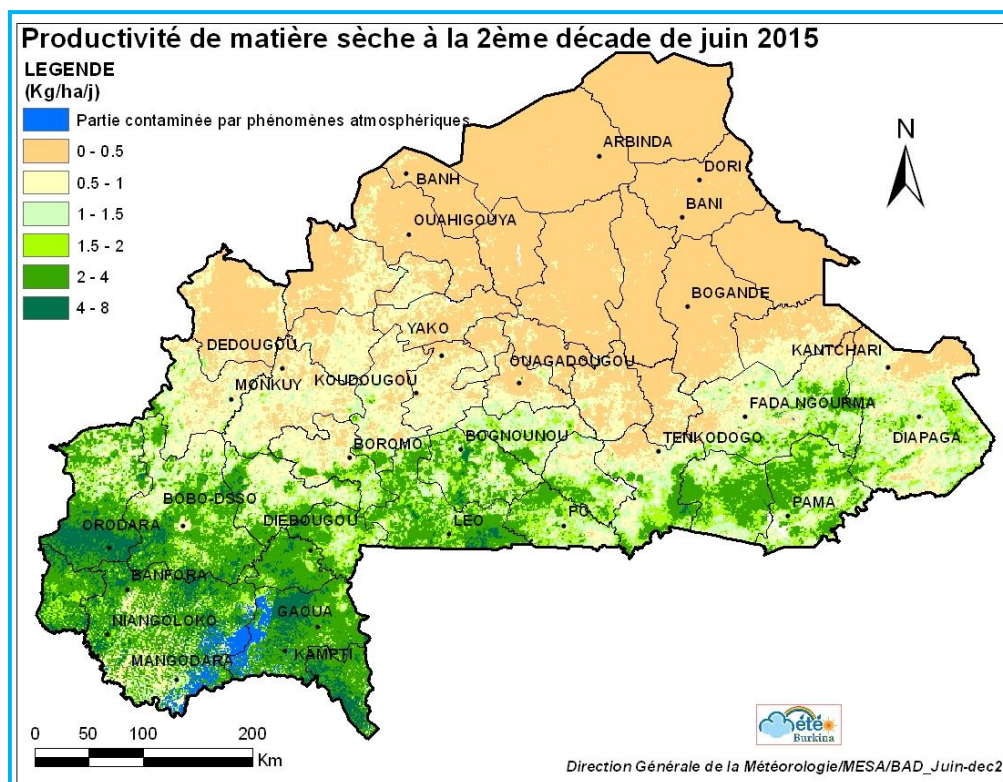 Productivité de matière sèche à la 2ème décade de juin 2015
LEGENDE
(Kg/ha/j)
Partie contaminée par phénomènes atmosphériques
0 - 0.5
0.5 - 1
1 - 1.5
1.5 - 2
2 - 4
4 - 8
N
ARBINDA
DORI
BANH
BANI
OUAHIGOUYA
BOGANDE
YAKO
DEDOUGOU
OUAGADOUGOU
KANTCHARI
MONKUY
KOUDOUGOU
FADA NGOURMA
BOROMO
BOGNOUNOU
TENKODOGO
DIAPAGA
BOBO-DSSO
DIEBOUGOU
LEO
PO
PAMA
ORODARA
BANFORA
NIANGOLOKO
GAOUA
MANGODARA
KAMPTI
0 50 100 200
Km
été
Burkina
Direction Générale de la Météorologie/MESA/BAD_Juin-dec2